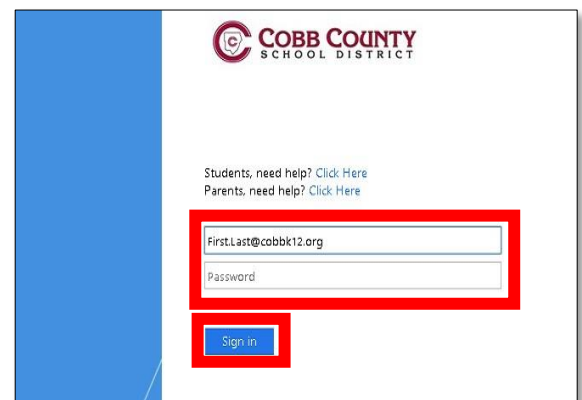 COBB COUNTY
SCHOOL DISTRICT
Students, need help? Click Here
Parents, need help? Click Here
First.Last@cobbk12.org
Password
Sign in